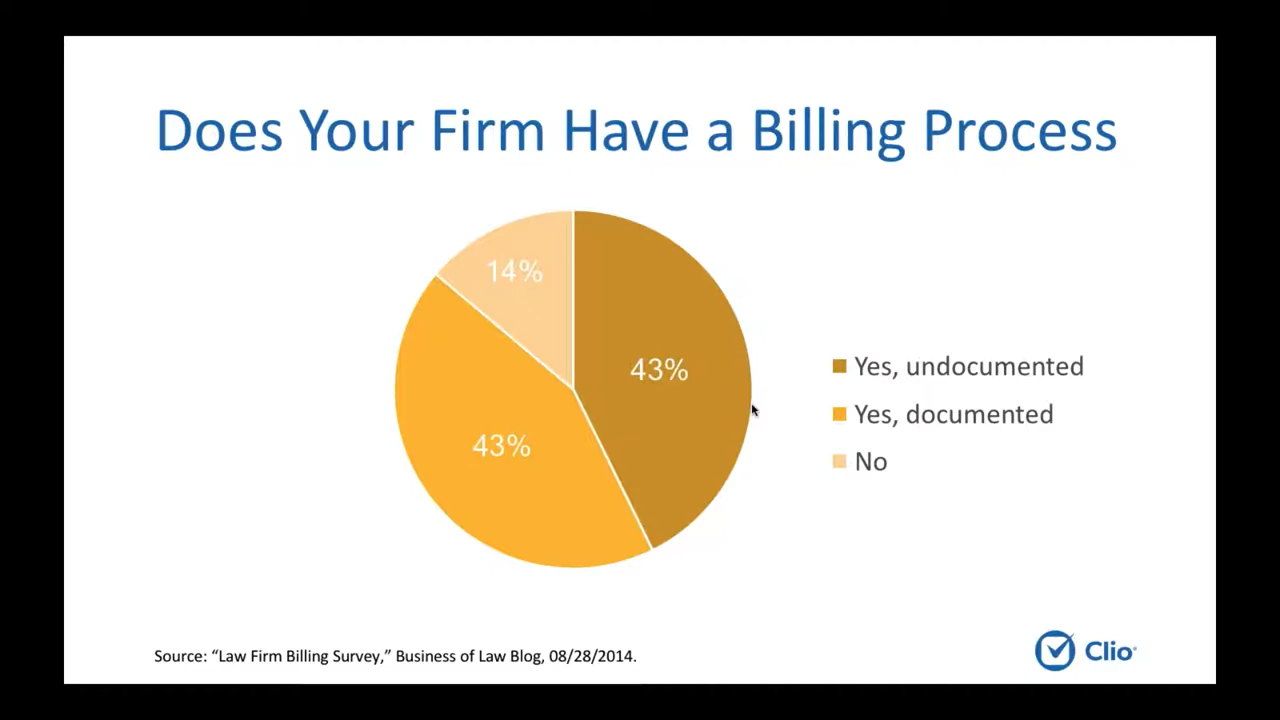 Does Your Firm Have a Billing Process
14%
43%
43%
Yes, undocumented
Yes, documented
No
Source: “Law Firm Billing Survey,” Business of Law Blog, 08/28/2014.
Clio®